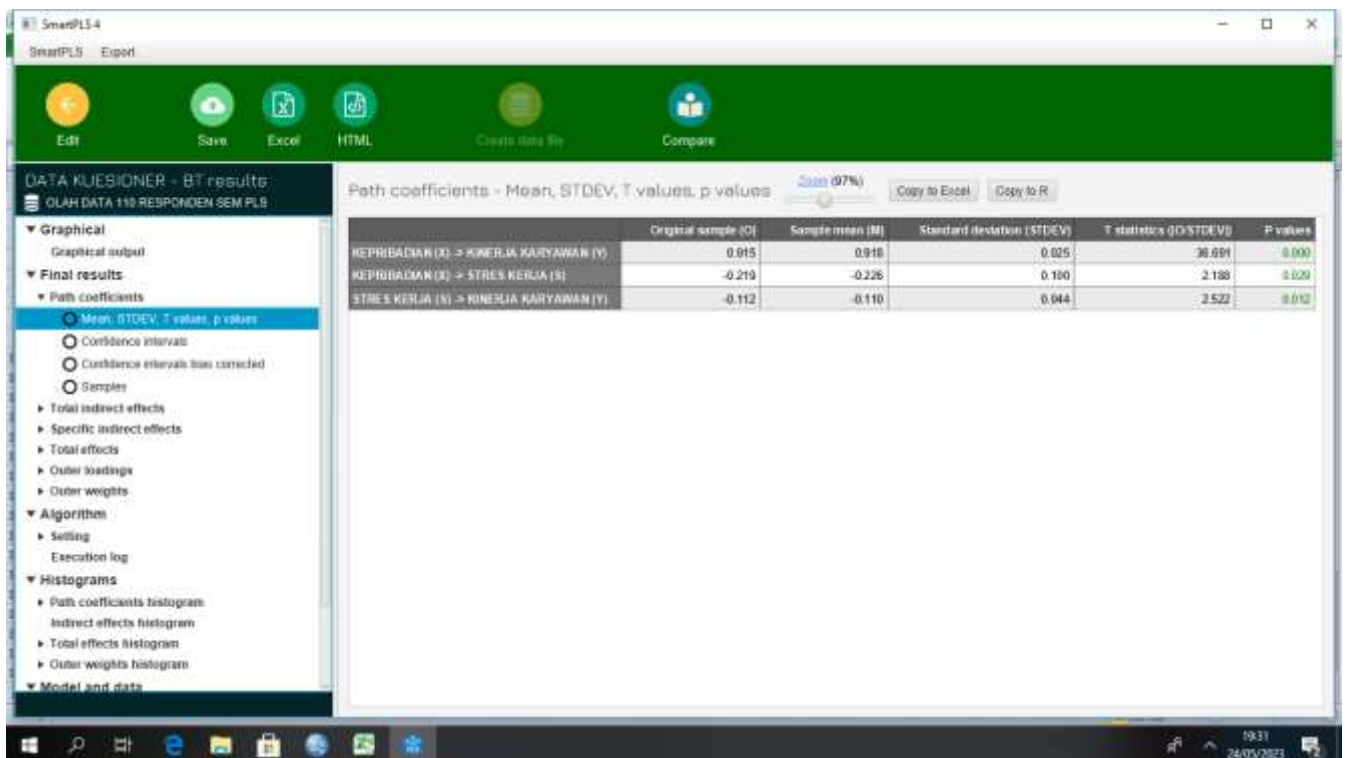 SmartPLS 4
SmartPLS Export
Edit Save Excel HTML Create data file Compare
DATA KUESIONER - BT results
OLAH DATA 110 RESPONDEN SEM PLS
▼ Graphical
Graphical output
▼ Final results
▼ Path coefficients
Mean, STDEV, T values, p values
Confidence intervals
Confidence intervals bias corrected
Samples
▸ Total indirect effects
▸ Specific indirect effects
▸ Total effects
▸ Outer loadings
▸ Outer weights
▼ Algorithm
▸ Setting
Execution log
▼ Histograms
▸ Path coefficients histogram
Indirect effects histogram
▸ Total effects histogram
▸ Outer weights histogram
▼ Model and data
Path coefficients - Mean, STDEV, T values, p values Zoom (97%) Copy to Excel Copy to R
Original sample (O) Sample mean (M) Standard deviation (STDEV) T statistics (|O/STDEV|) P values
KEPRIBADIAN (X) -> KINERJA KARYAWAN (Y) 0.915 0.918 0.025 36.691 0.000
KEPRIBADIAN (X) -> STRES KERJA (S) -0.219 -0.226 0.100 2.188 0.029
STRES KERJA (S) -> KINERJA KARYAWAN (Y) -0.112 -0.110 0.044 2.522 0.012
19:31
24/05/2023